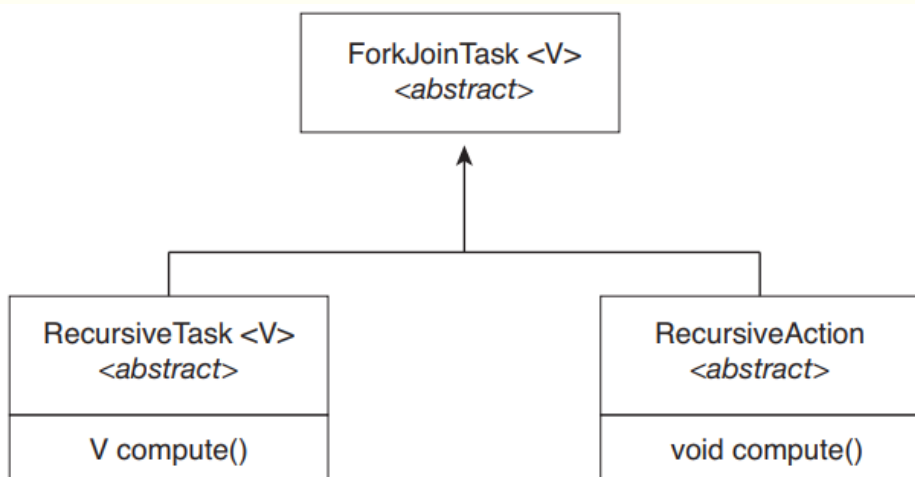 ForkJoinTask <V>
<abstract>
RecursiveTask <V>
<abstract>
V compute()
RecursiveAction
<abstract>
void compute()